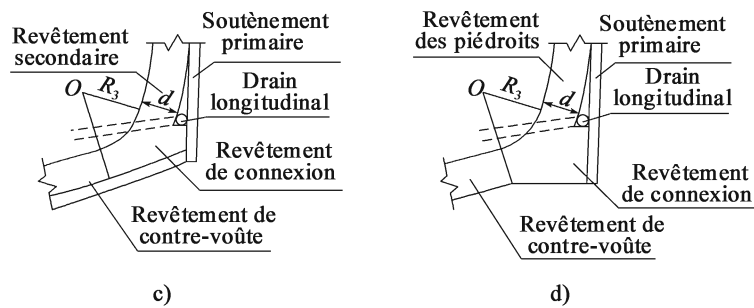 Revêtement
secondaire
Soutènement
primaire
O
R3
d
Drain
longitudinal
Revêtement
de connexion
Revêtement de
contre-voûte
c)
Revêtement
des piédroits
Soutènement
primaire
O
R3
d
Drain
longitudinal
Revêtement
de connexion
Revêtement de
contre-voûte
d)